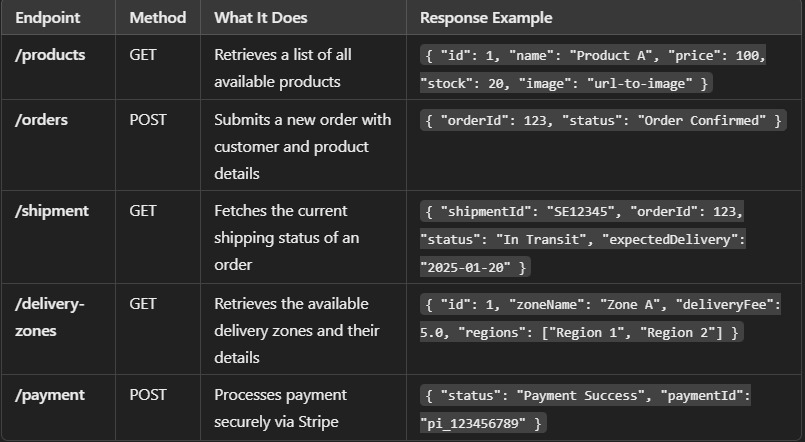 Endpoint Method What It Does Response Example
/products GET Retrieves a list of all { "id": 1, "name": "Product A", "price": 100,
available products "stock": 20, "image": "url-to-image" }
/orders POST Submits a new order with { "orderId": 123, "status": "Order Confirmed" }
customer and product
details
/shipment GET Fetches the current { "shipmentId": "SE12345", "orderId": 123,
shipping status of an "status": "In Transit", "expectedDelivery":
order "2025-01-20" }
/delivery- GET Retrieves the available { "id": 1, "zoneName": "Zone A", "deliveryFee":
zones delivery zones and their 5.0, "regions": ["Region 1", "Region 2"] }
details
/payment POST Processes payment { "status": "Payment Success", "paymentId":
securely via Stripe "pi_123456789" }